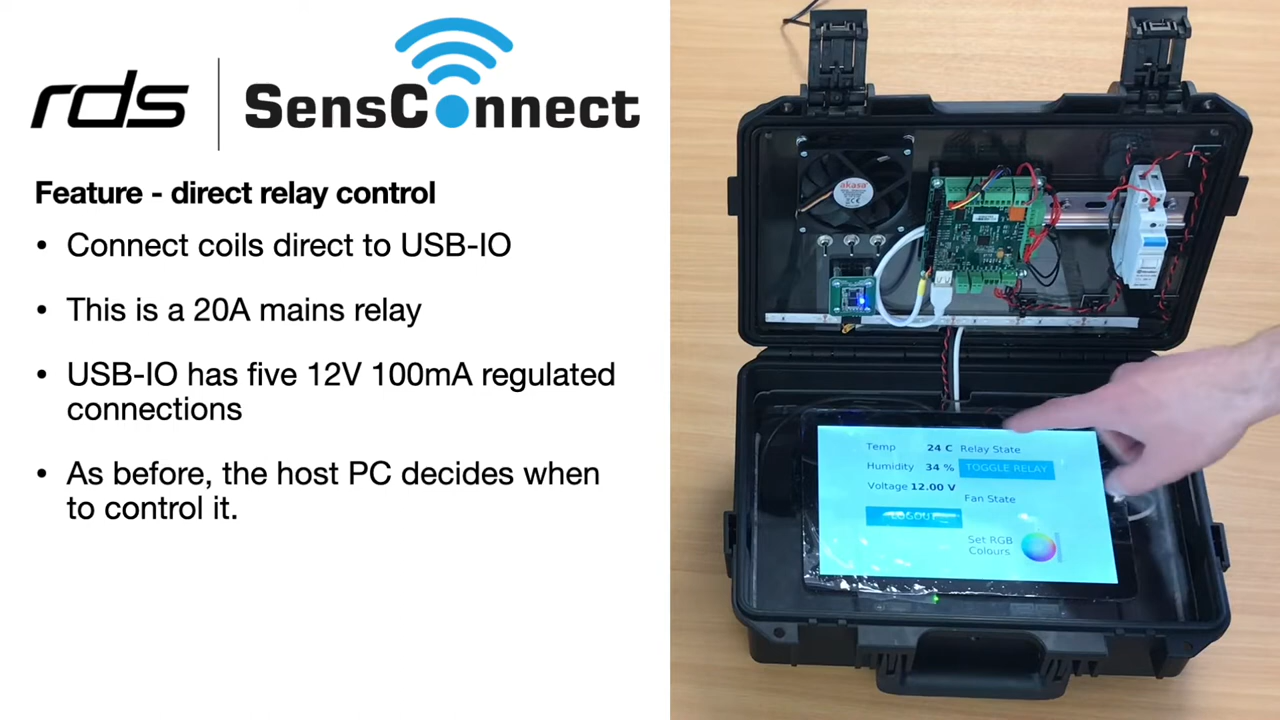 rds
SensConnect
Feature - direct relay control
• Connect coils direct to USB-IO
• This is a 20A mains relay
• USB-IO has five 12V 100mA regulated
connections
• As before, the host PC decides when
to control it.
akasa
Temp 24 C Relay State
Humidity 34 % TOGGLE RELAY
Voltage 12.00 V
Fan State
LOGOUT
Set RGB
Colours